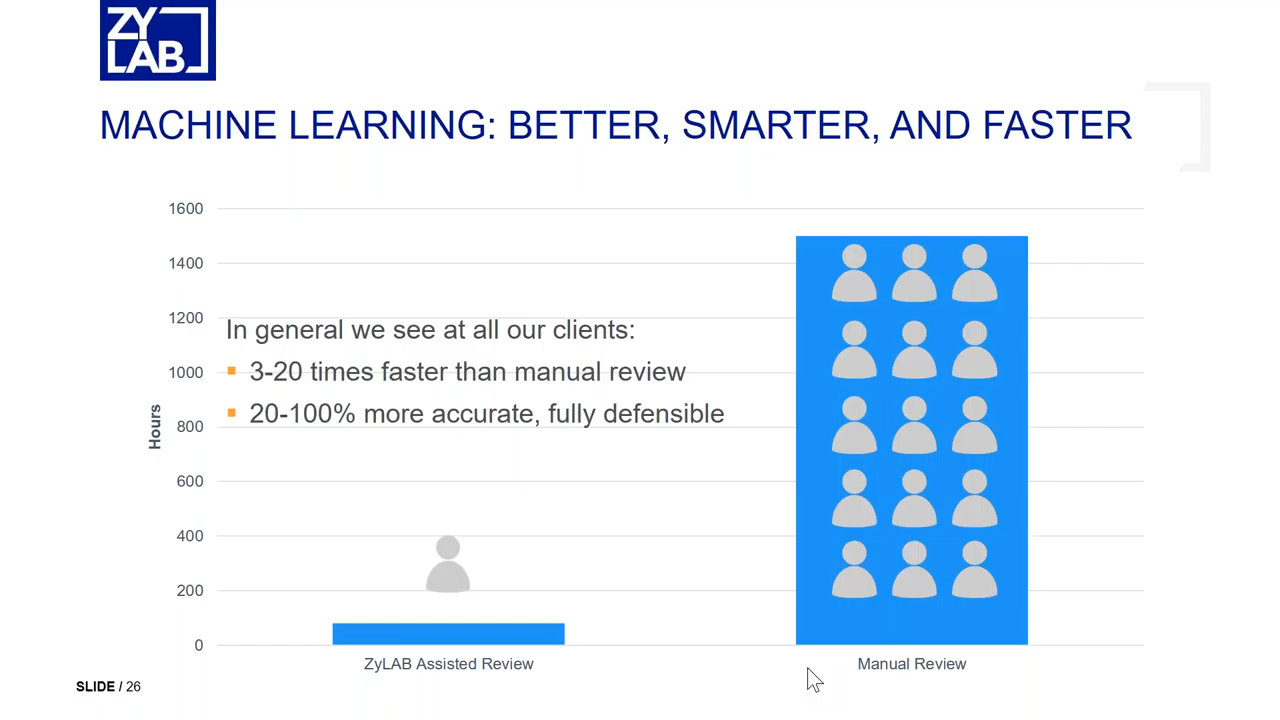 ZY
LAB
MACHINE LEARNING: BETTER, SMARTER, AND FASTER
1600
1400
1200
1000
800
600
400
200
0
Hours
In general we see at all our clients:
3-20 times faster than manual review
20-100% more accurate, fully defensible
ZyLAB Assisted Review
Manual Review
SLIDE / 26